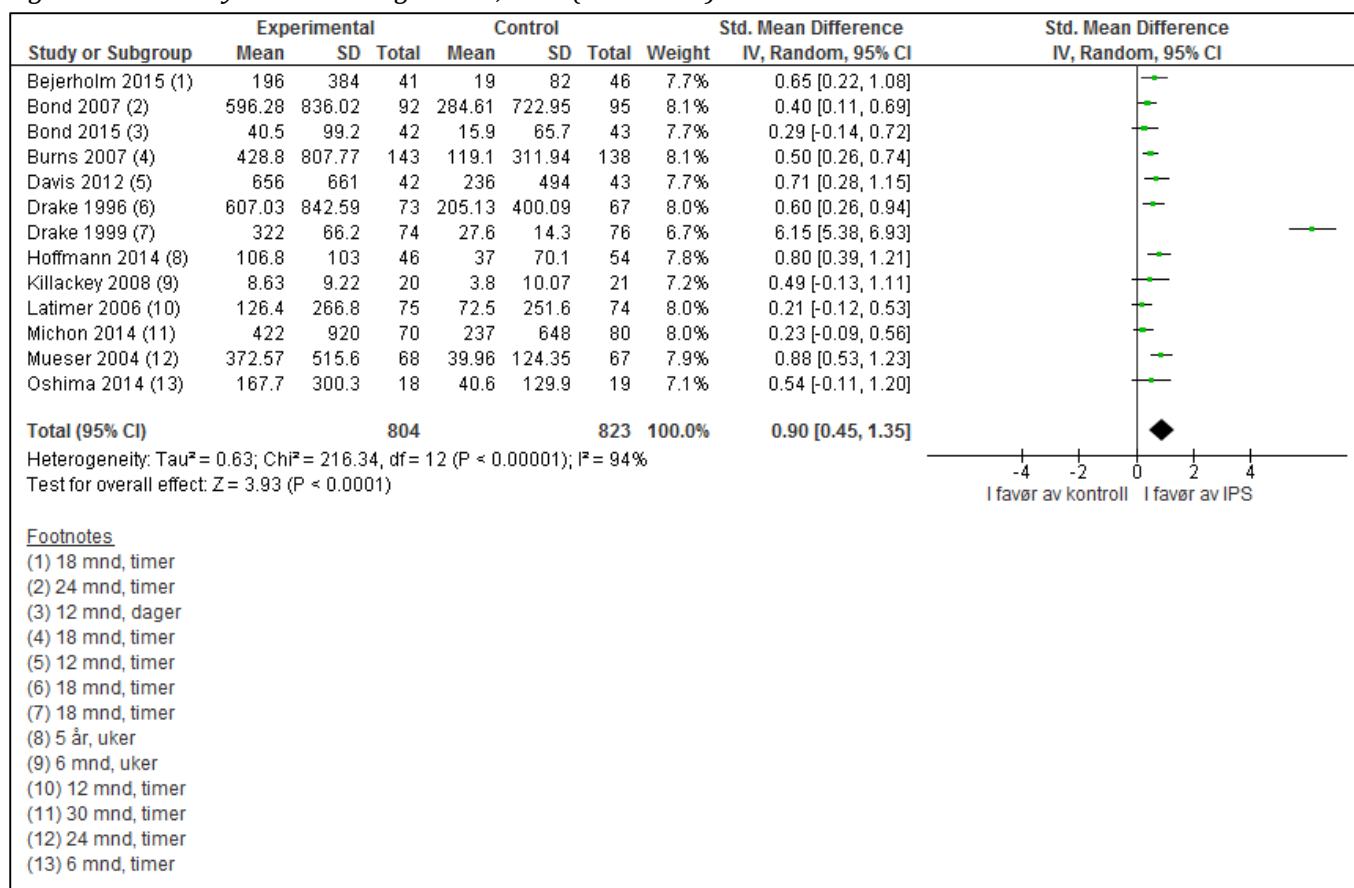 Experimental Control Std. Mean Difference Std. Mean Difference
Study or Subgroup Mean SD Total Mean SD Total Weight IV, Random, 95% CI IV, Random, 95% CI
Bejerholm 2015 (1) 196 384 41 19 82 46 7.7% 0.65 [0.22, 1.08]
Bond 2007 (2) 596.28 836.02 92 284.61 722.95 95 8.1% 0.40 [0.11, 0.69]
Bond 2015 (3) 40.5 99.2 42 15.9 65.7 43 7.7% 0.29 [-0.14, 0.72]
Burns 2007 (4) 428.8 807.77 143 119.1 311.94 138 8.1% 0.50 [0.26, 0.74]
Davis 2012 (5) 656 661 42 236 494 43 7.7% 0.71 [0.28, 1.15]
Drake 1996 (6) 607.03 842.59 73 205.13 400.09 67 8.0% 0.60 [0.26, 0.94]
Drake 1999 (7) 322 66.2 74 27.6 14.3 76 6.7% 6.15 [5.38, 6.93]
Hoffmann 2014 (8) 106.8 103 46 37 70.1 54 7.8% 0.80 [0.39, 1.21]
Killackey 2008 (9) 8.63 9.22 20 3.8 10.07 21 7.2% 0.49 [-0.13, 1.11]
Latimer 2006 (10) 126.4 266.8 75 72.5 251.6 74 8.0% 0.21 [-0.12, 0.53]
Michon 2014 (11) 422 920 70 237 648 80 8.0% 0.23 [-0.09, 0.56]
Mueser 2004 (12) 372.57 515.6 68 39.96 124.35 67 7.9% 0.88 [0.53, 1.23]
Oshima 2014 (13) 167.7 300.3 18 40.6 129.9 19 7.1% 0.54 [-0.11, 1.20]
Total (95% CI) 804 823 100.0% 0.90 [0.45, 1.35]
Heterogeneity: Tau² = 0.63; Chi² = 216.34, df = 12 (P < 0.00001); I² = 94%
Test for overall effect: Z = 3.93 (P < 0.0001)
-4 -2 0 2 4
I favør av kontroll I favør av IPS
Footnotes
(1) 18 mnd, timer
(2) 24 mnd, timer
(3) 12 mnd, dager
(4) 18 mnd, timer
(5) 12 mnd, timer
(6) 18 mnd, timer
(7) 18 mnd, timer
(8) 5 år, uker
(9) 6 mnd, uker
(10) 12 mnd, timer
(11) 30 mnd, timer
(12) 24 mnd, timer
(13) 6 mnd, timer